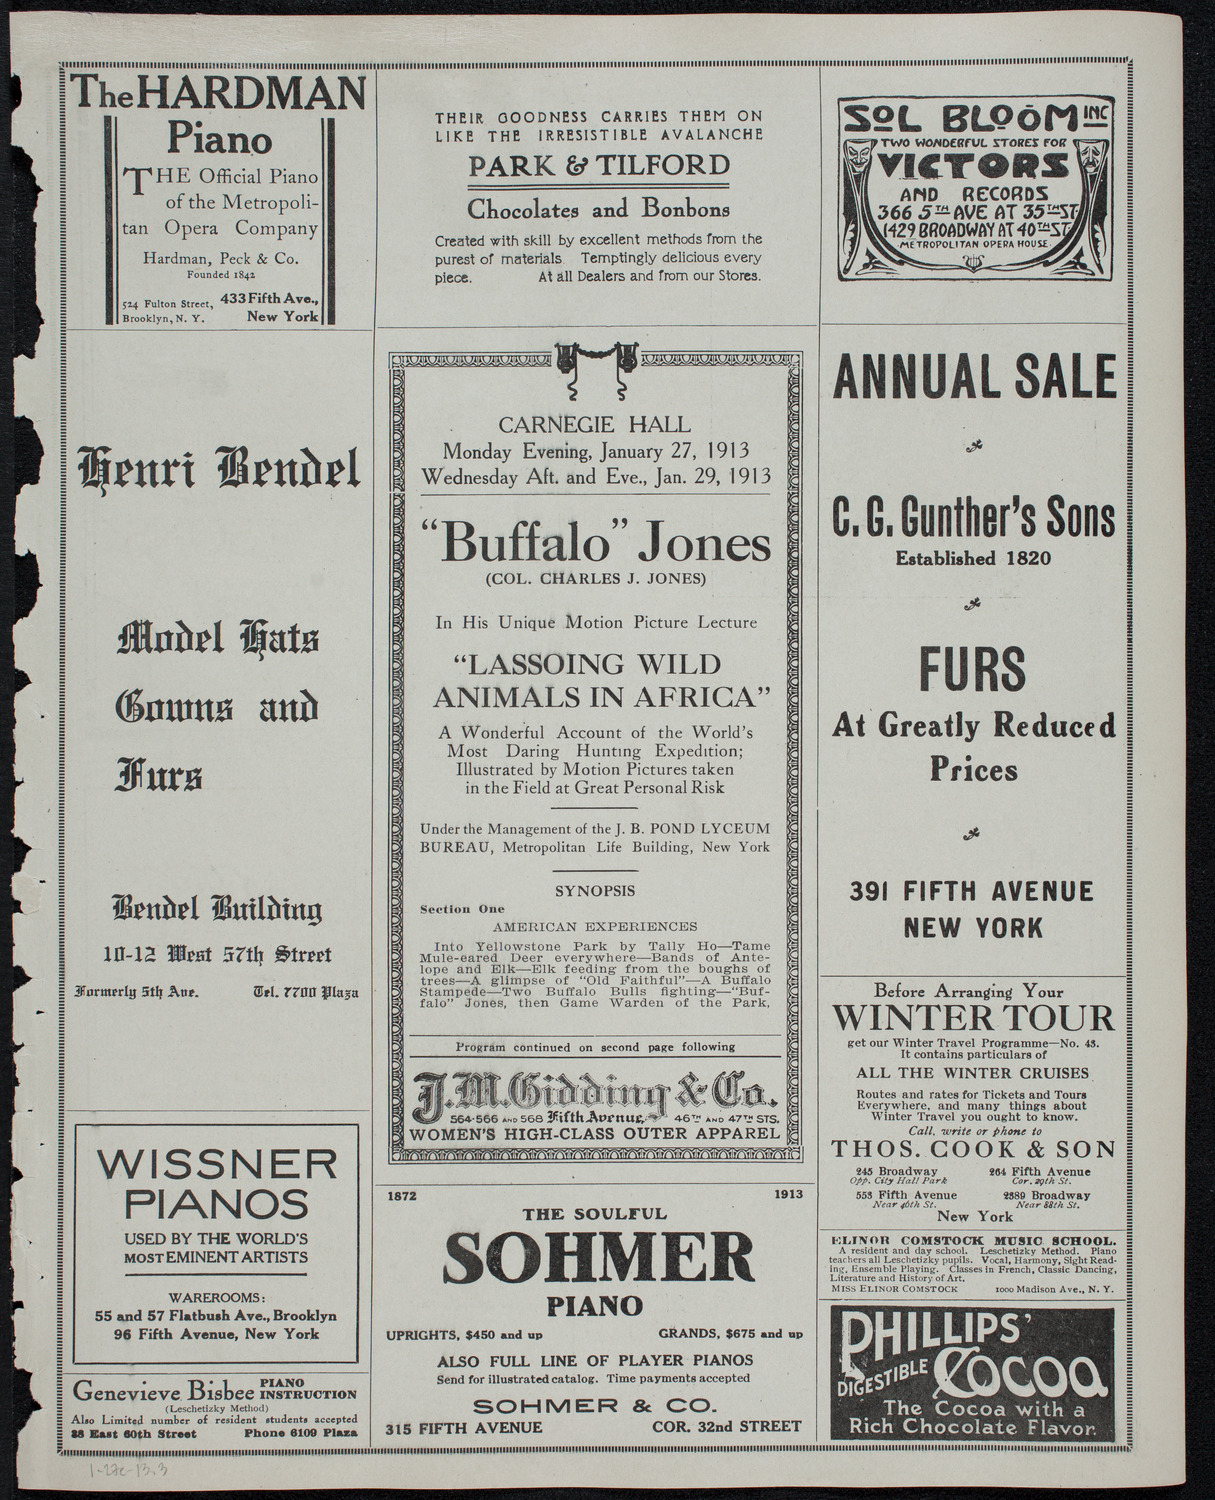 The HARDMAN
Piano
THE Official Piano
of the Metropoli-
tan Opera Company
Hardman, Peck & Co.
Founded 1842
524 Fulton Street,
Brooklyn, N. Y.
433 Fifth Ave.,
New York
Henri Bendel
Model Hats
Gowns and
Furs
Bendel Building
10-12 West 57th Street
Formerly 5th Ave. Tel. 7700 Plaza
WISSNER
PIANOS
USED BY THE WORLD'S
MOST EMINENT ARTISTS
WAREROOMS:
55 and 57 Flatbush Ave., Brooklyn
96 Fifth Avenue, New York
Genevieve Bisbee PIANO INSTRUCTION
(Leschetizky Method)
Also Limited number of resident students accepted
28 East 60th Street Phone 6109 Plaza
THEIR GOODNESS CARRIES THEM ON
LIKE THE IRRESISTIBLE AVALANCHE
PARK & TILFORD
Chocolates and Bonbons
Created with skill by excellent methods from the
purest of materials Temptingly delicious every
piece. At all Dealers and from our Stores.
CARNEGIE HALL
Monday Evening, January 27, 1913
Wednesday Aft. and Eve., Jan. 29, 1913
"Buffalo" Jones
(COL. CHARLES J. JONES)
In His Unique Motion Picture Lecture
"LASSOING WILD
ANIMALS IN AFRICA"
A Wonderful Account of the World's
Most Daring Hunting Expedition;
Illustrated by Motion Pictures taken
in the Field at Great Personal Risk
Under the Management of the J. B. POND LYCEUM
BUREAU, Metropolitan Life Building, New York
SYNOPSIS
Section One
AMERICAN EXPERIENCES
Into Yellowstone Park by Tally Ho—Tame
Mule-eared Deer everywhere—Bands of Ante-
lope and Elk—Elk feeding from the boughs of
trees—A glimpse of "Old Faithful"—A Buffalo
Stampede—Two Buffalo Bulls fighting—"Buf-
falo" Jones, then Game Warden of the Park,
Program continued on second page following
J. M. Gidding & Co.
564-566 AND 568 Fifth Avenue, 46TH AND 47TH STS.
WOMEN'S HIGH-CLASS OUTER APPAREL
1872 1913
THE SOULFUL
SOHMER
PIANO
UPRIGHTS, $450 and up GRANDS, $675 and up
ALSO FULL LINE OF PLAYER PIANOS
Send for illustrated catalog. Time payments accepted
SOHMER & CO.
315 FIFTH AVENUE COR. 32nd STREET
SOL BLOOM INC
TWO WONDERFUL STORES FOR
VICTORS
AND RECORDS
366 5TH AVE AT 35TH ST.
1429 BROADWAY AT 40TH ST.
METROPOLITAN OPERA HOUSE.
ANNUAL SALE
C. G. Gunther's Sons
Established 1820
FURS
At Greatly Reduced
Prices
391 FIFTH AVENUE
NEW YORK
Before Arranging Your
WINTER TOUR
get our Winter Travel Programme—No. 43.
It contains particulars of
ALL THE WINTER CRUISES
Routes and rates for Tickets and Tours
Everywhere, and many things about
Winter Travel you ought to know.
Call, write or phone to
THOS. COOK & SON
245 Broadway 264 Fifth Avenue
Opp. City Hall Park Cor. 29th St.
553 Fifth Avenue 2389 Broadway
Near 46th St. Near 88th St.
New York
ELINOR COMSTOCK MUSIC SCHOOL.
A resident and day school. Leschetizky Method. Piano
teachers all Leschetizky pupils. Vocal, Harmony, Sight Read-
ing, Ensemble Playing. Classes in French, Classic Dancing,
Literature and History of Art.
MISS ELINOR COMSTOCK 1000 Madison Ave., N. Y.
PHILLIPS'
DIGESTIBLE COCOA
The Cocoa with a
Rich Chocolate Flavor.